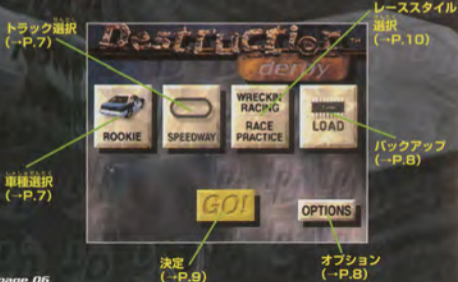 トラック選択
(→P.7)
レーススタイル
選択
(→P.10)
Destruction™
derby
ROOKIE
SPEEDWAY
WRECKIN
RACING
RACE
PRACTICE
LOAD
バックアップ
(→P.8)
車種選択
(→P.7)
GO!
OPTIONS
決定
(→P.9)
オプション
(→P.8)
page 06